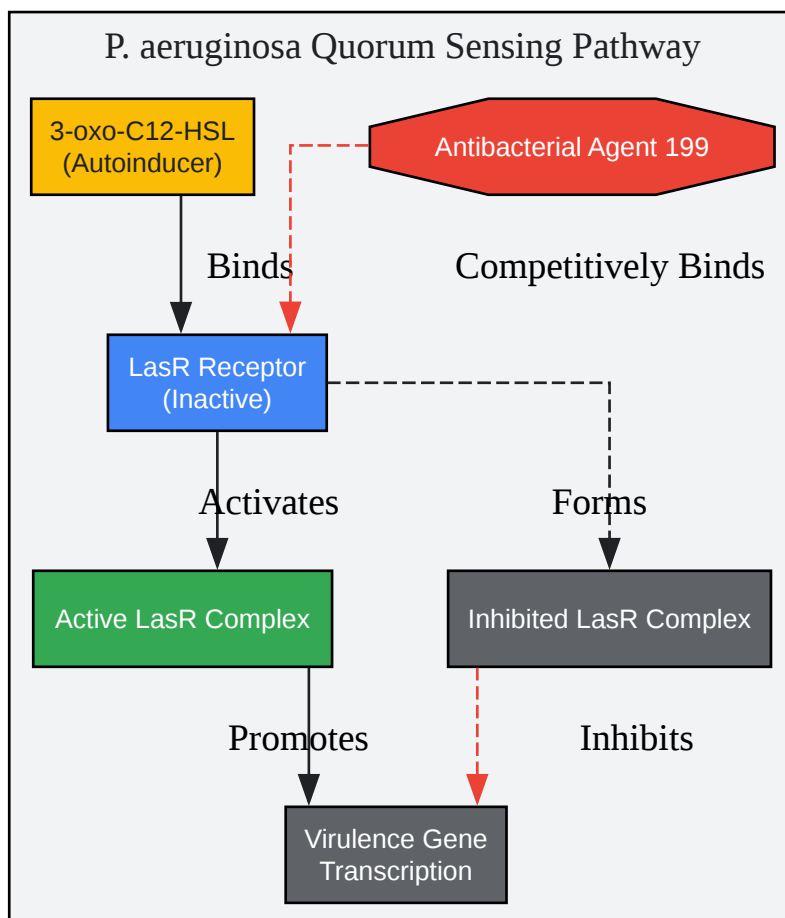 P. aeruginosa Quorum Sensing Pathway
3-oxo-C12-HSL
(Autoinducer)
Antibacterial Agent 199
Binds
Competitively Binds
LasR Receptor
(Inactive)
Activates
Forms
Active LasR Complex
Inhibited LasR Complex
Promotes
Inhibits
Virulence Gene
Transcription